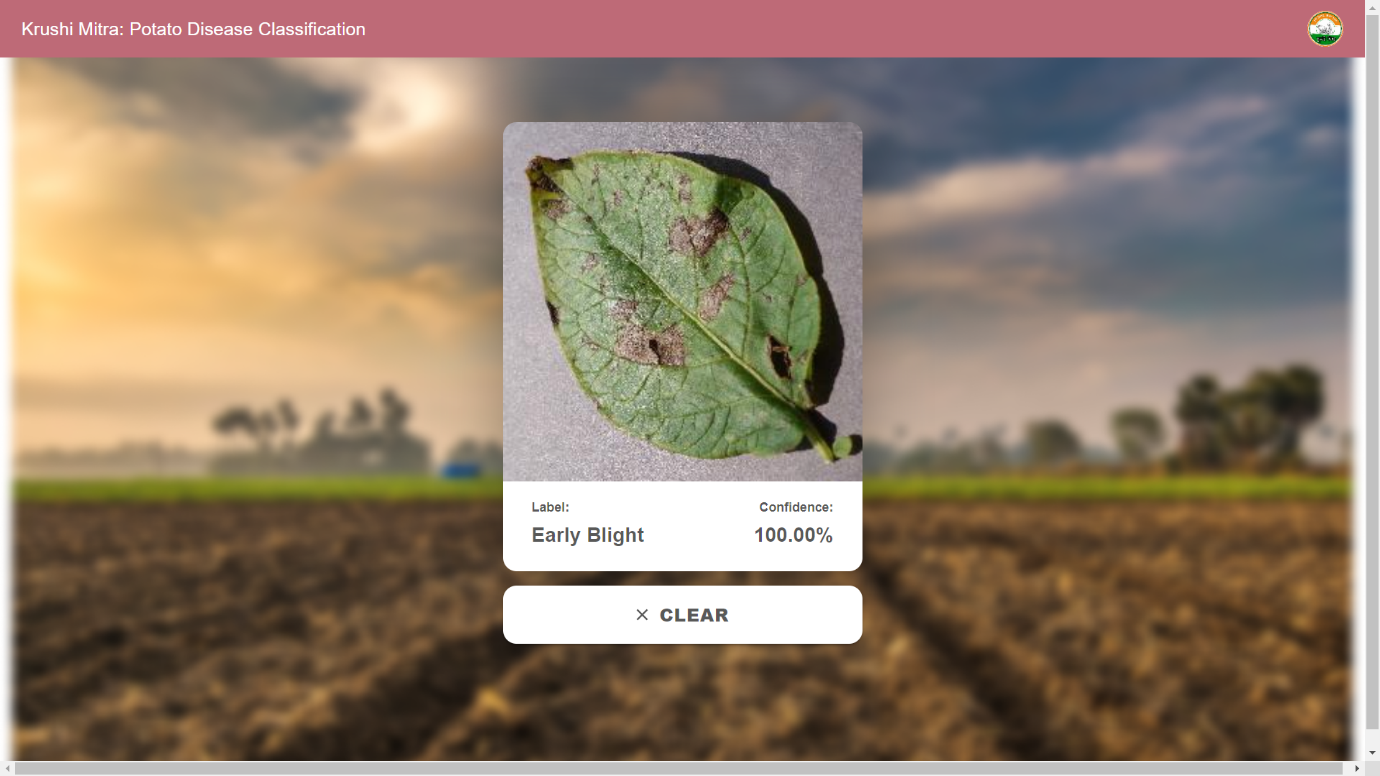 Krushi Mitra: Potato Disease Classification
Label:
Confidence:
Early Blight
100.00%
× CLEAR